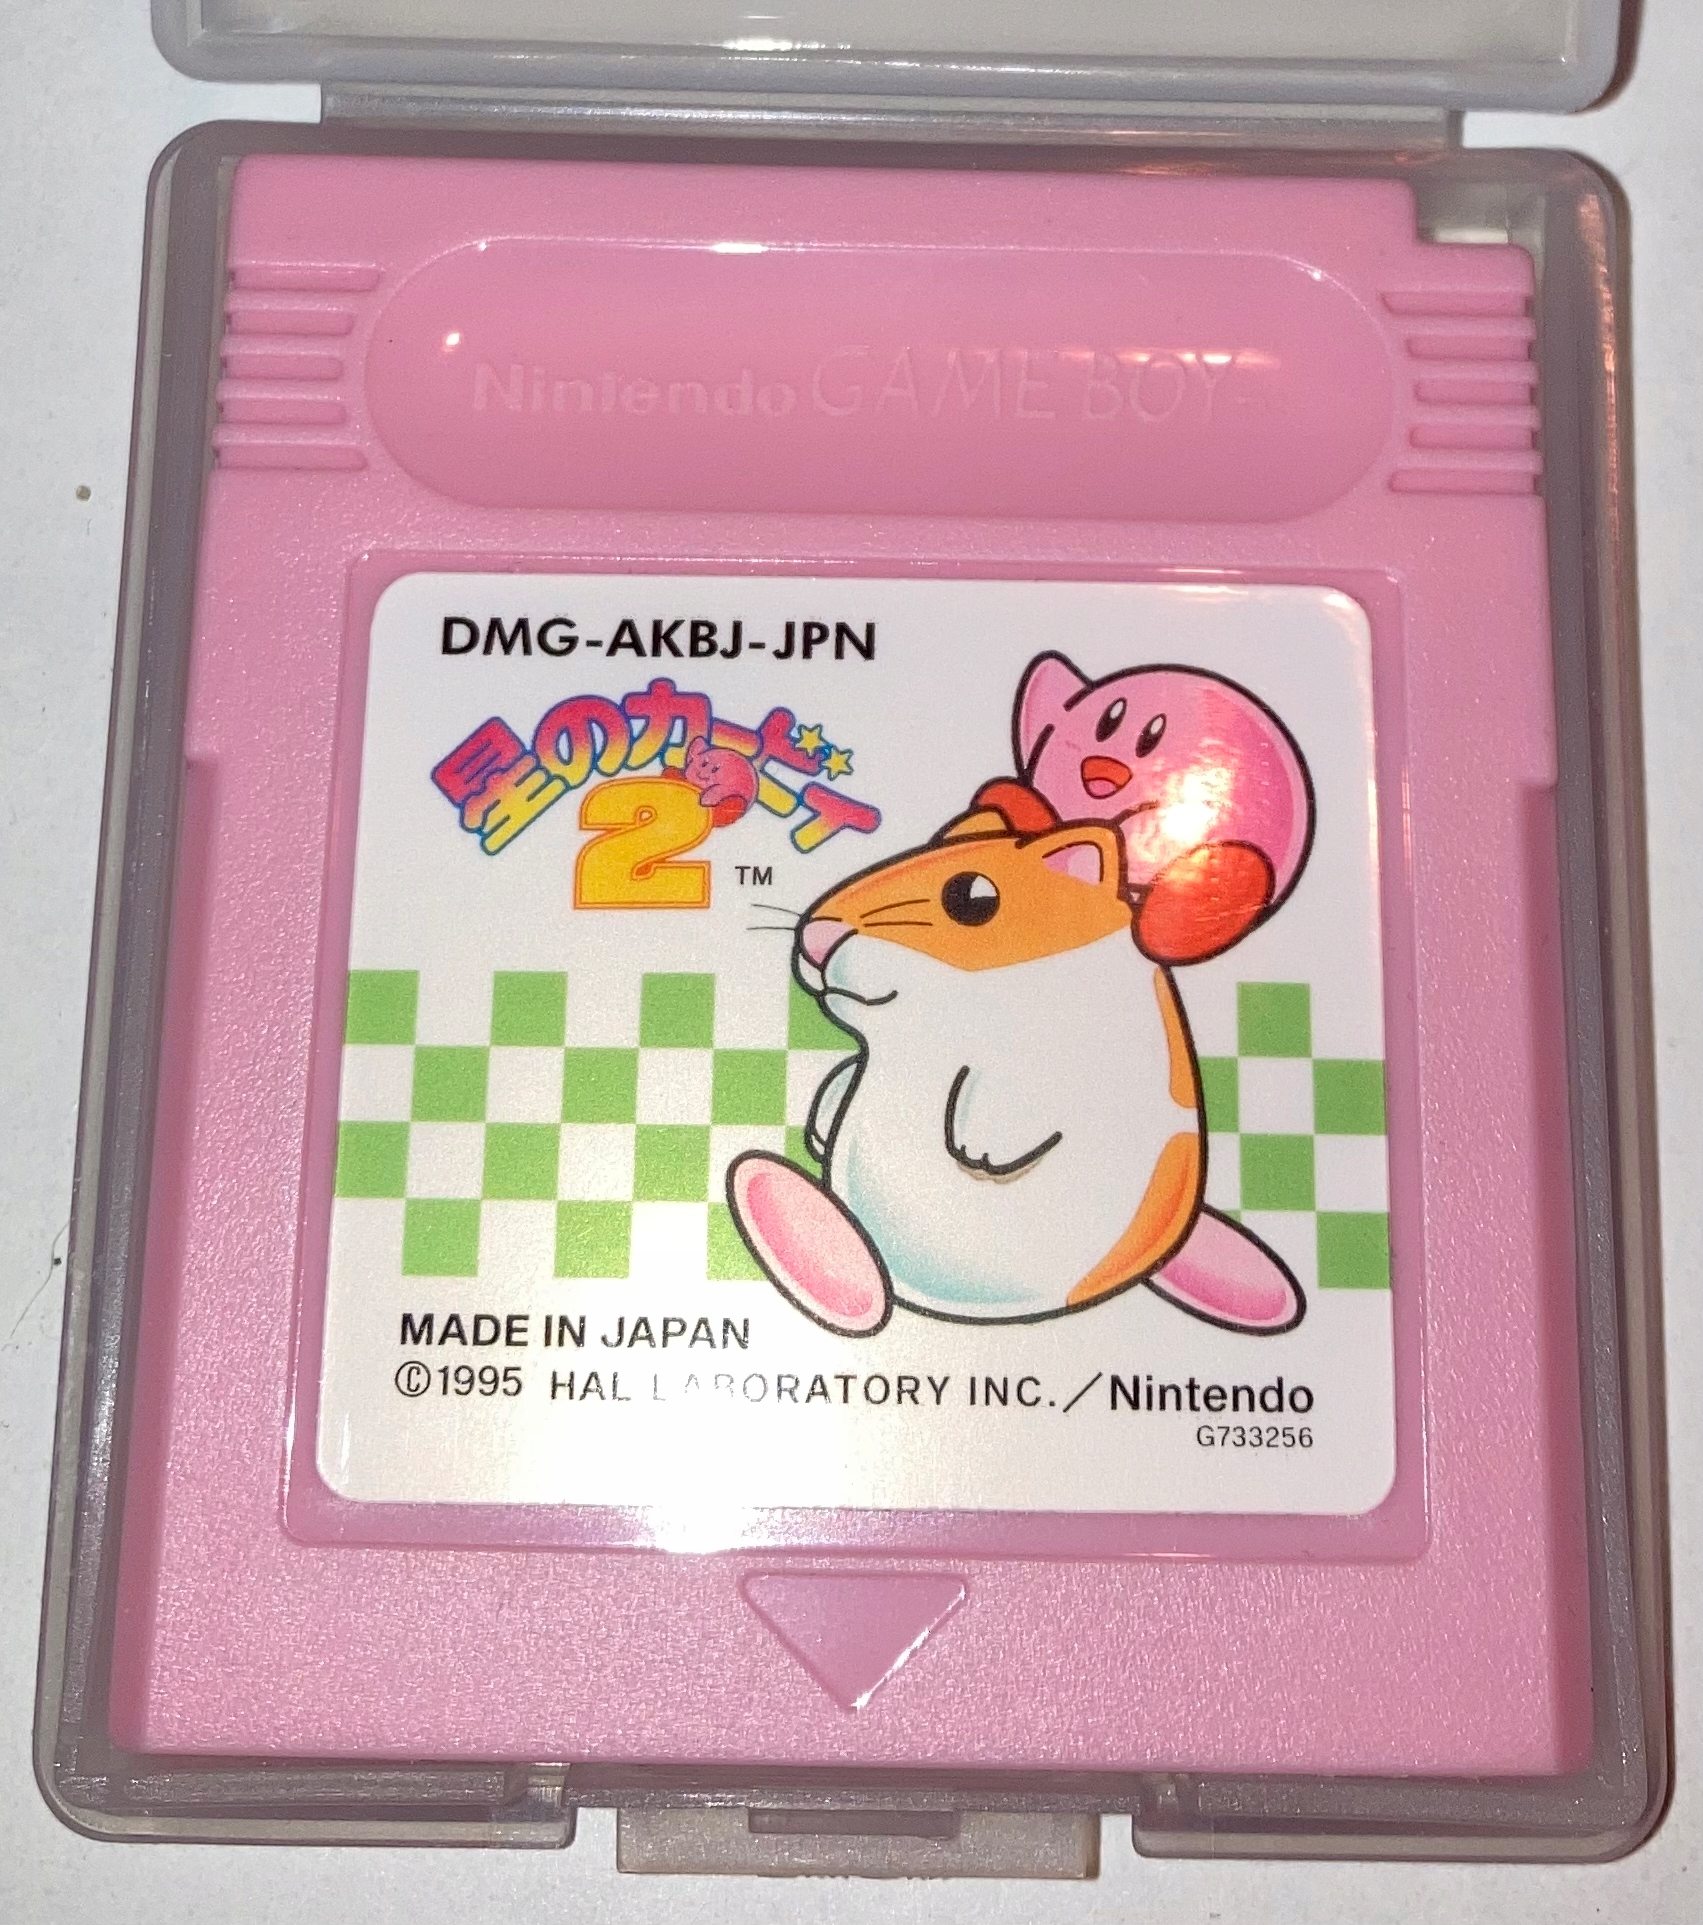 Nintendo GAME BOY
DMG-AKBJ-JPN
星のカービィ
2
TM
MADE IN JAPAN
©1995 HAL LABORATORY INC./Nintendo
G733256